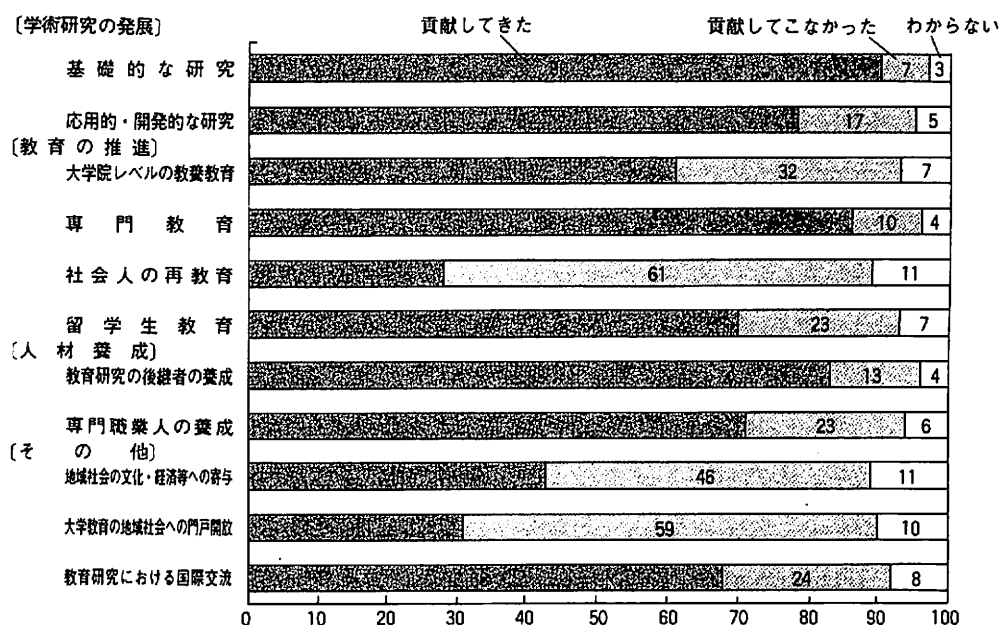 〔学術研究の発展〕 貢献してきた 貢献してこなかった わからない
基礎的な研究 7 3
応用的・開発的な研究 17 5
〔教育の推進〕
大学院レベルの教養教育 32 7
専門教育 10 4
社会人の再教育 61 11
留学生教育 23 7
〔人材養成〕
教育研究の後継者の養成 13 4
専門職業人の養成 23 6
〔その他〕
地域社会の文化・経済等への寄与 46 11
大学教育の地域社会への門戸開放 59 10
教育研究における国際交流 24 8
0 10 20 30 40 50 60 70 80 90 100